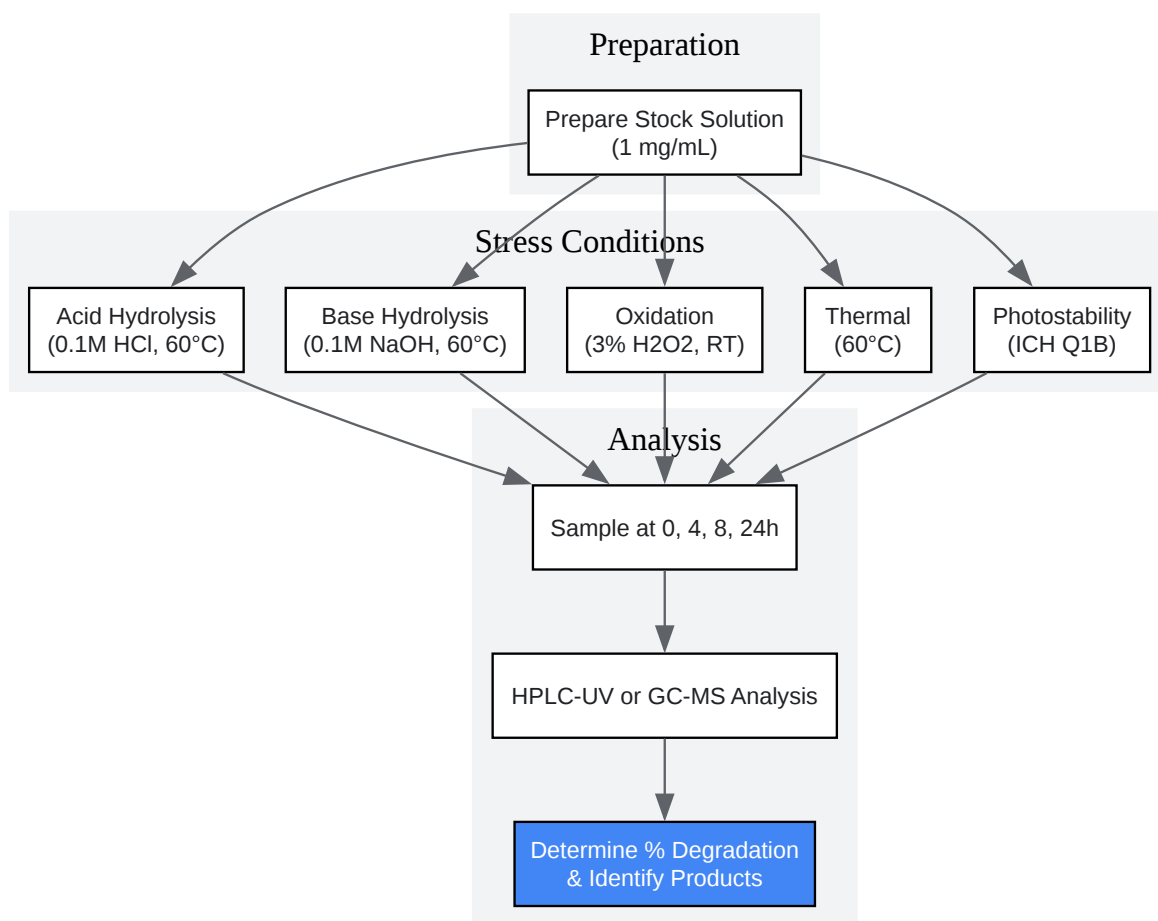 Preparation
Prepare Stock Solution
(1 mg/mL)
Stress Conditions
Acid Hydrolysis
(0.1M HCl, 60°C)
Base Hydrolysis
(0.1M NaOH, 60°C)
Oxidation
(3% H2O2, RT)
Thermal
(60°C)
Photostability
(ICH Q1B)
Analysis
Sample at 0, 4, 8, 24h
HPLC-UV or GC-MS Analysis
Determine % Degradation
& Identify Products